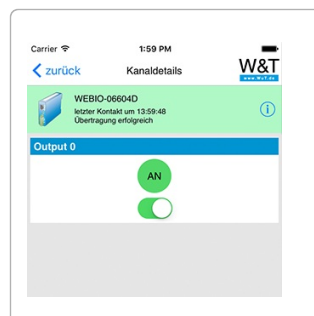 Carrier 1:59 PM
zurück Kanaldetails W&T
www.WuT.de
WEBIO-06604D
letzter Kontakt um 13:59:48
Übertragung erfolgreich
Output 0
AN